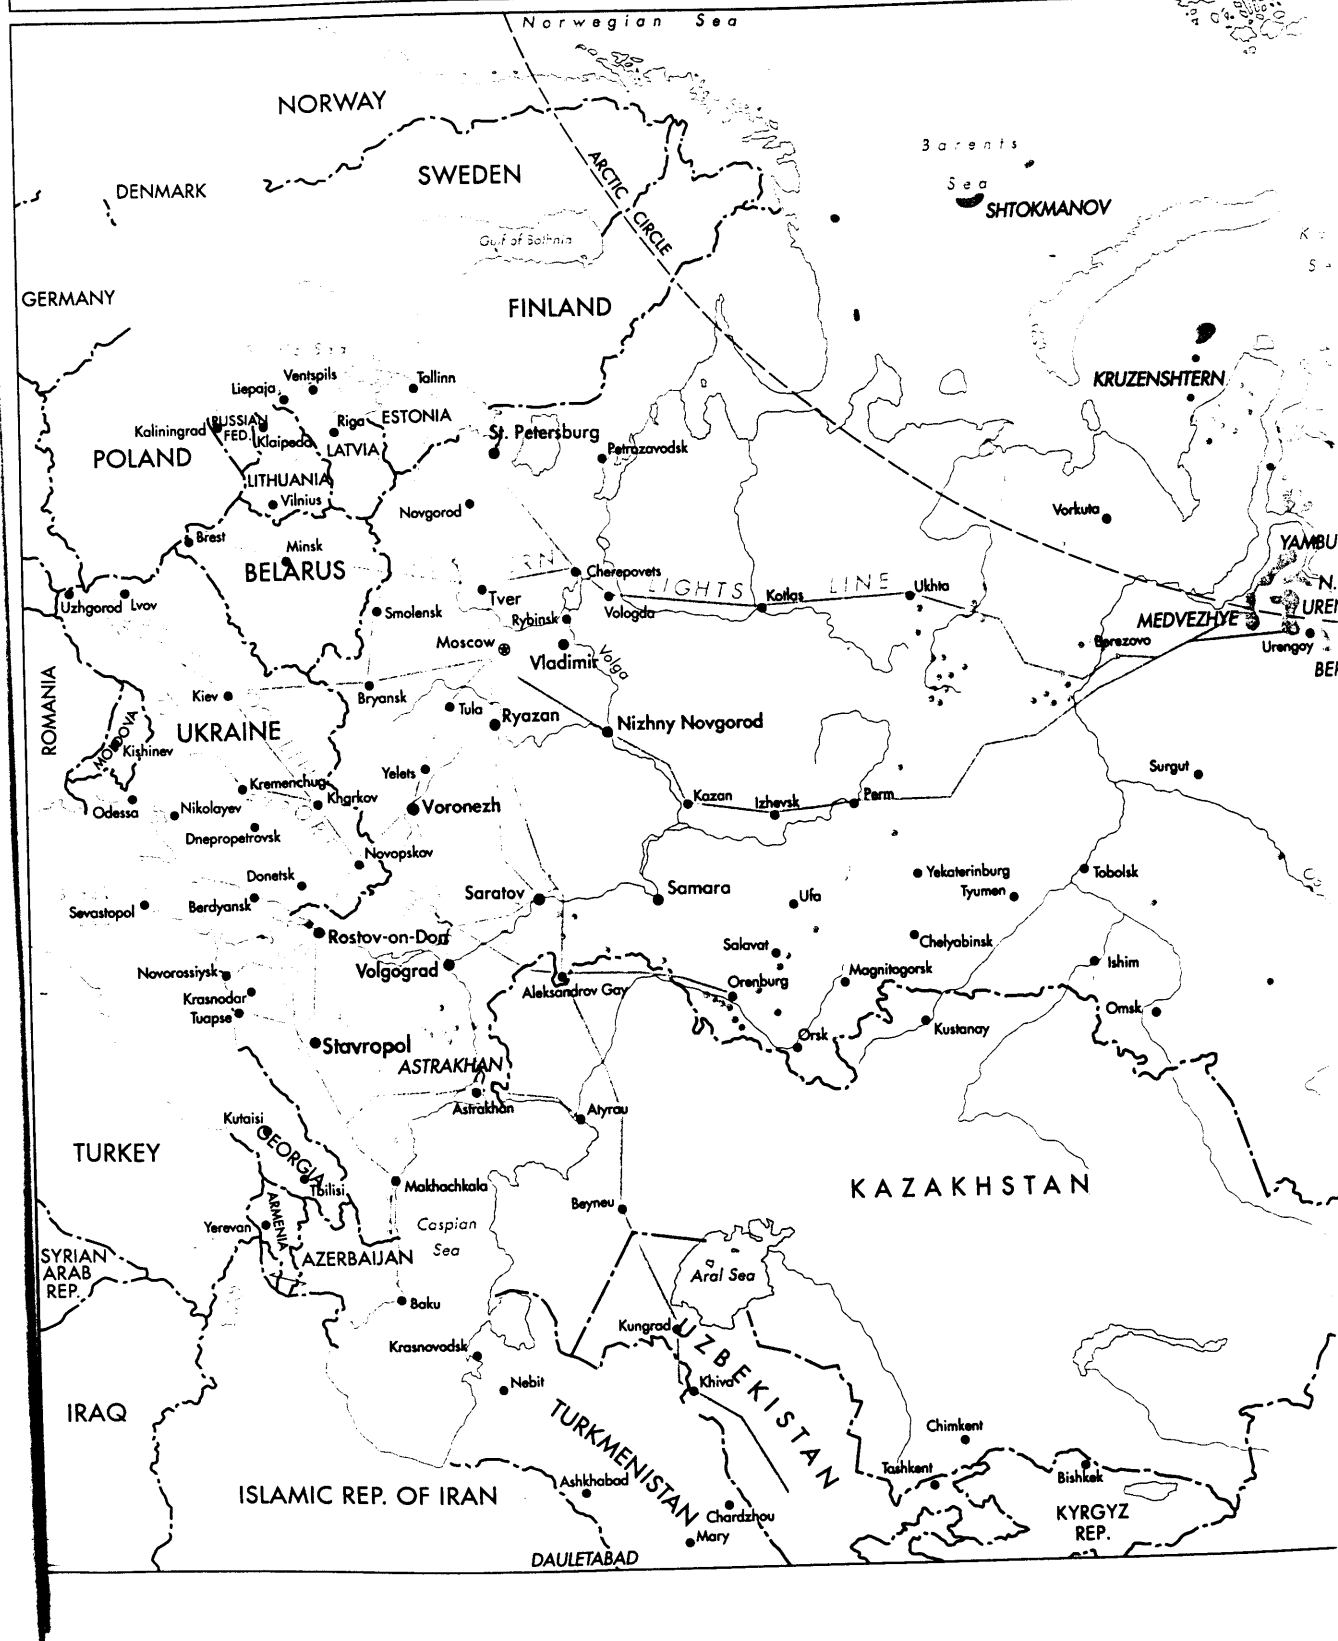 Norwegian Sea
NORWAY
SWEDEN
DENMARK
ARCTIC CIRCLE
Barents
Sea
SHTOKMANOV
Gulf of Bothnia
GERMANY
FINLAND
KRUZENSHTERN
Ventspils
Tallinn
Liepaja
RUSSIAN
FED.
Kaliningrad
Klaipeda
Riga
ESTONIA
LATVIA
St. Petersburg
Petrozavodsk
POLAND
LITHUANIA
Vilnius
Novgorod
Vorkuta
Brest
Minsk
BELARUS
YAMBU
Cherepovets
LIGHTS LINE
Ukhta
N.
Uzhgorod
Lvov
Smolensk
Tver
Rybinsk
Vologda
Kotlas
MEDVEZHYE
UREN
Moscow
Vladimir
Volga
Berezovo
Urengoy
BER
ROMANIA
Kiev
Bryansk
Tula
Ryazan
Nizhny Novgorod
UKRAINE
MOLDOVA
Kishinev
Yelets
Surgut
Kremenchug
Khgrkov
Voronezh
Kazan
Izhevsk
Perm
Odessa
Nikolayev
Dnepropetrovsk
Novopskov
Donetsk
Yekaterinburg
Tyumen
Tobolsk
Sevastopol
Berdyansk
Saratov
Samara
Ufa
Rostov-on-Don
Chelyabinsk
Volgograd
Salavat
Ishim
Novorossiysk
Aleksandrov Gay
Orenburg
Magnitogorsk
Krasnodar
Tuapse
Omsk
Orsk
Kustanay
Stavropol
ASTRAKHAN
Astrakhan
Atyrau
Kutaisi
GEORGIA
TURKEY
Tbilisi
Makhachkala
KAZAKHSTAN
Beyneu
ARMENIA
Yerevan
Caspian
Sea
SYRIAN
ARAB
REP.
AZERBAIJAN
Aral Sea
Baku
Kungrad
UZBEKISTAN
Krasnovodsk
Nebit
Khiva
IRAQ
TURKMENISTAN
Chimkent
Tashkent
Bishkek
ISLAMIC REP. OF IRAN
Ashkhabad
Chardzhou
KYRGYZ
REP.
Mary
DAULETABAD